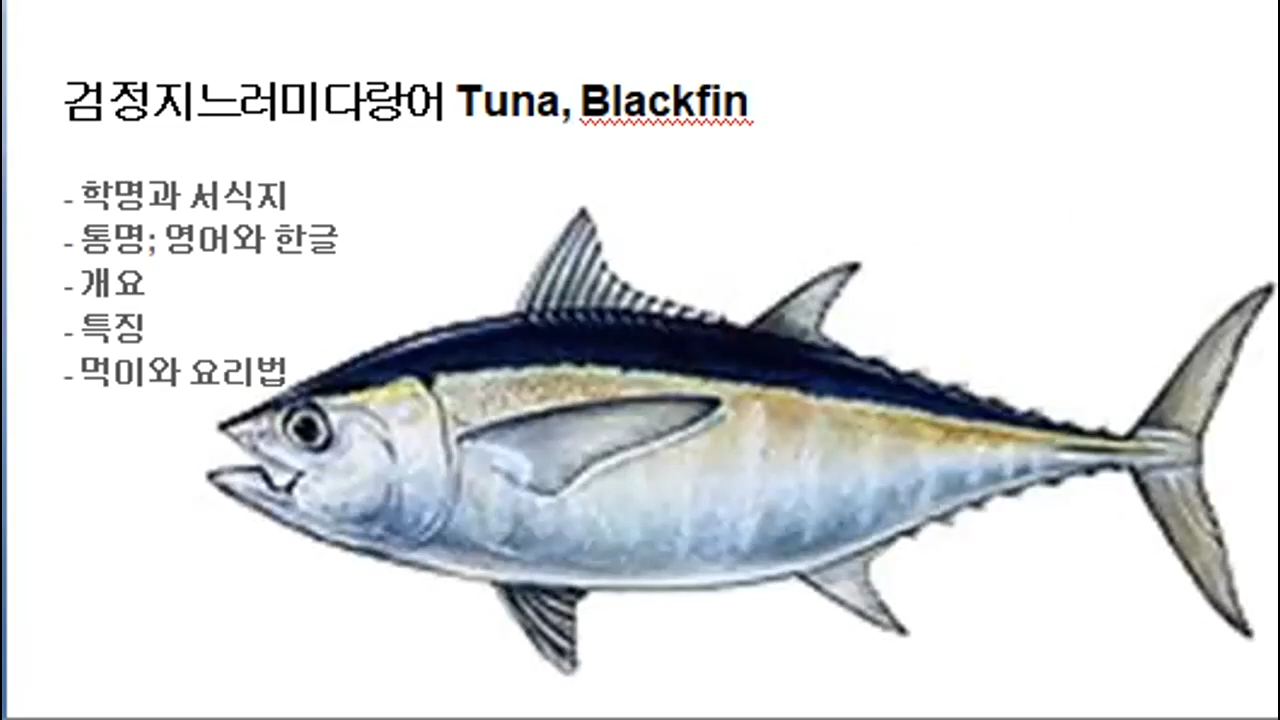 검정지느러미다랑어 Tuna, Blackfin
- 학명과 서식지
- 통명; 영어와 한글
- 개요
- 특징
- 먹이와 요리법